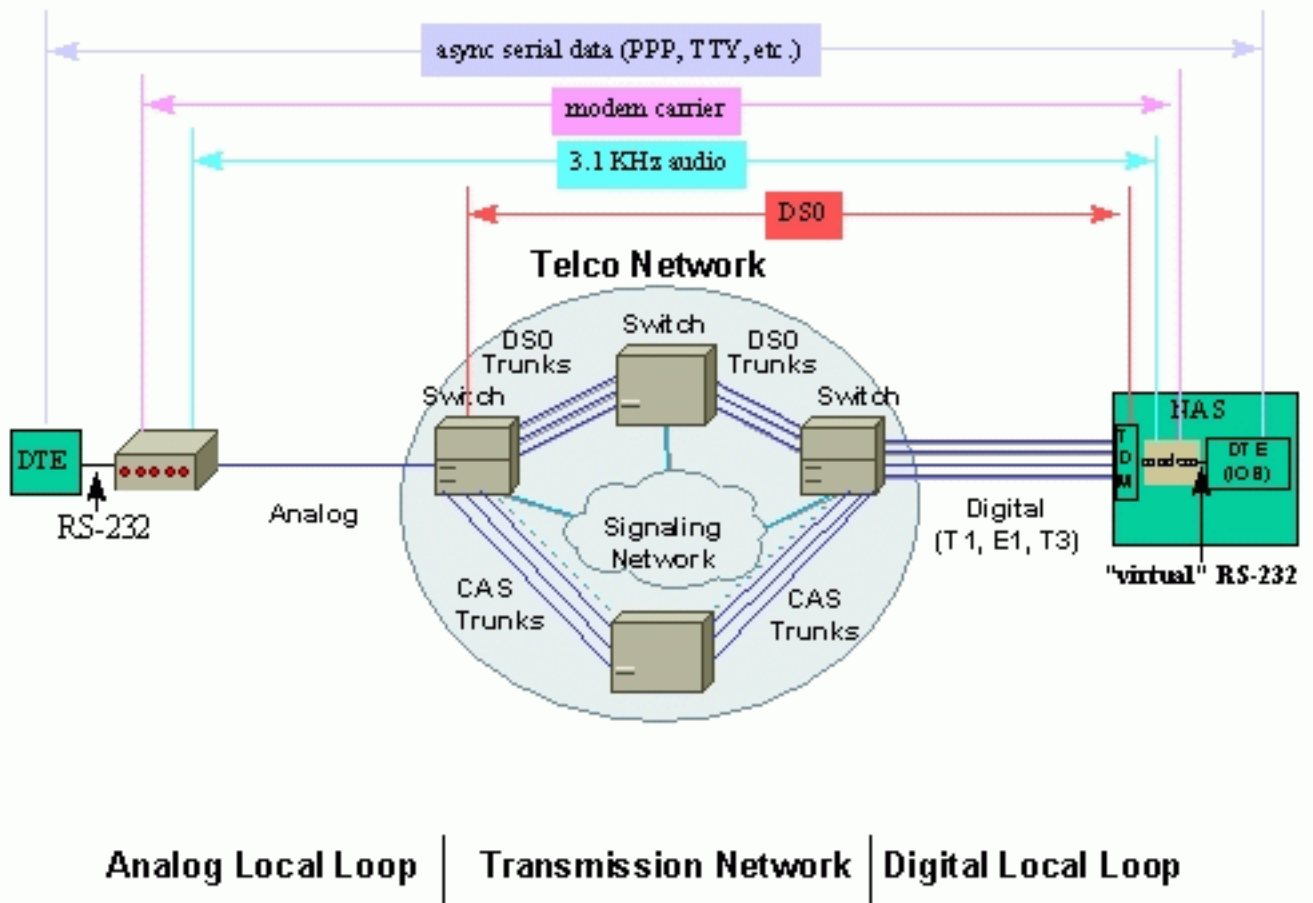 async serial data (PPP, TTY, etc.)
modem carrier
3.1 KHz audio
DS0
Telco Network
Switch
DS0
Trunks
DS0
Trunks
Switch
Switch
NAS
DTE
TDM
modem
DTE
(IOB)
RS-232
Analog
Signaling
Network
Digital
(T1, E1, T3)
"virtual" RS-232
CAS
Trunks
CAS
Trunks
Analog Local Loop
Transmission Network
Digital Local Loop